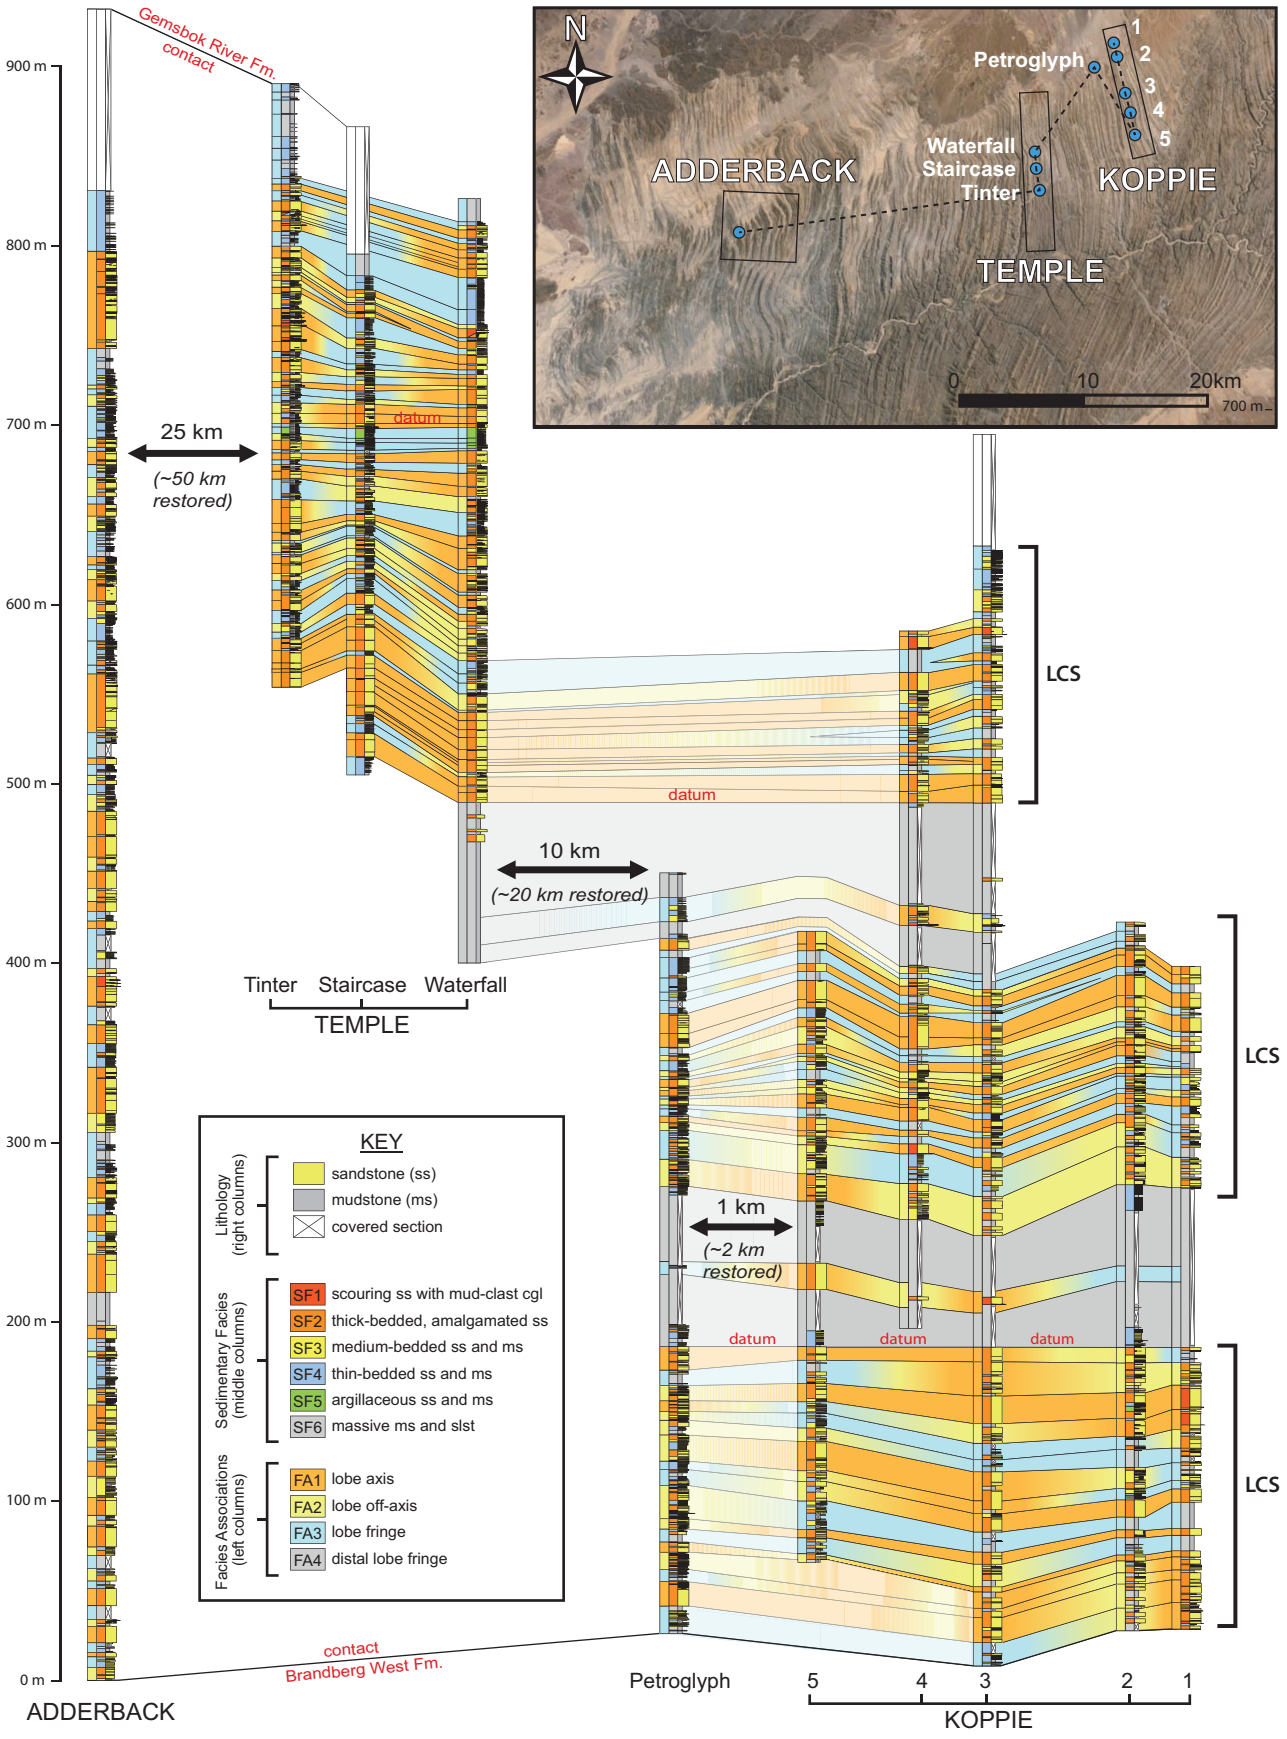 Gemsbok River Fm.
contact
900 m
800 m
700 m
600 m
500 m
400 m
300 m
200 m
100 m
0 m
N
Petroglyph
1
2
3
4
5
Waterfall
Staircase
Tinter
ADDERBACK
KOPPIE
TEMPLE
0
10
20km
700 m
25 km
(~50 km
restored)
datum
LCS
datum
10 km
(~20 km restored)
Tinter
Staircase
Waterfall
TEMPLE
LCS
1 km
(~2 km
restored)
datum
datum
datum
LCS
KEY
Lithology
(right columns)
sandstone (ss)
mudstone (ms)
covered section
Sedimentary Facies
(middle columns)
SF1 scouring ss with mud-clast cgl
SF2 thick-bedded, amalgamated ss
SF3 medium-bedded ss and ms
SF4 thin-bedded ss and ms
SF5 argillaceous ss and ms
SF6 massive ms and slst
Facies Associations
(left columns)
FA1 lobe axis
FA2 lobe off-axis
FA3 lobe fringe
FA4 distal lobe fringe
contact
Brandberg West Fm.
ADDERBACK
Petroglyph
5
4
3
2
1
KOPPIE